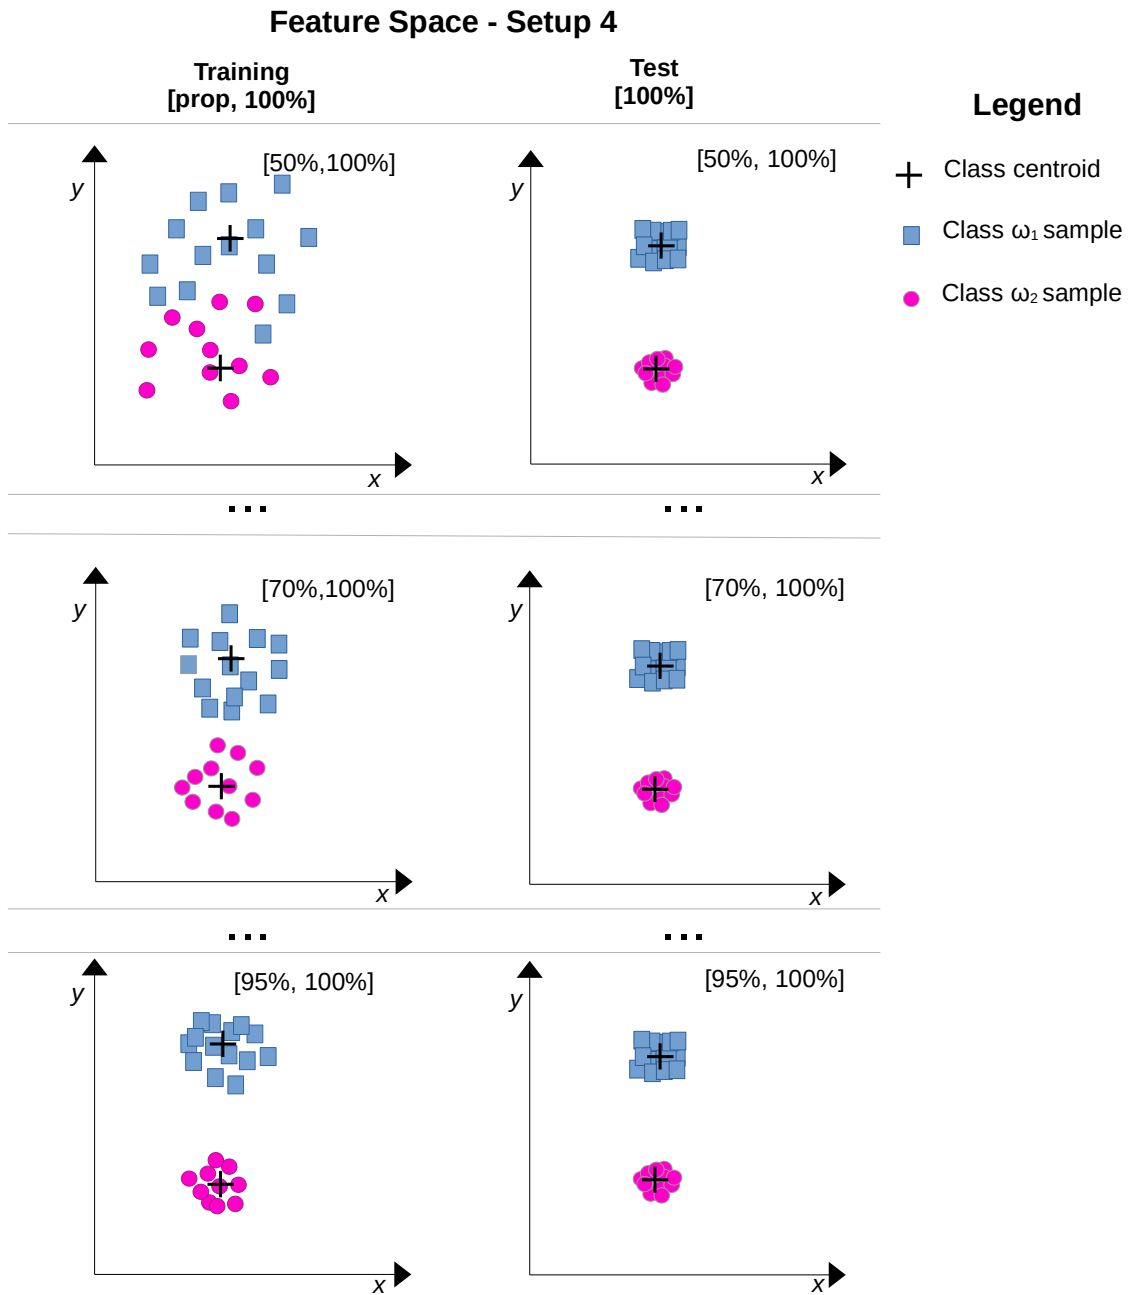 Feature Space - Setup 4
Training
[prop, 100%]
Test
[100%]
Legend
Class centroid
Class ω₁ sample
Class ω₂ sample
[50%,100%]
y
x
[50%, 100%]
y
x
...
...
[70%,100%]
y
x
[70%, 100%]
y
x
...
...
[95%, 100%]
y
x
[95%, 100%]
y
x